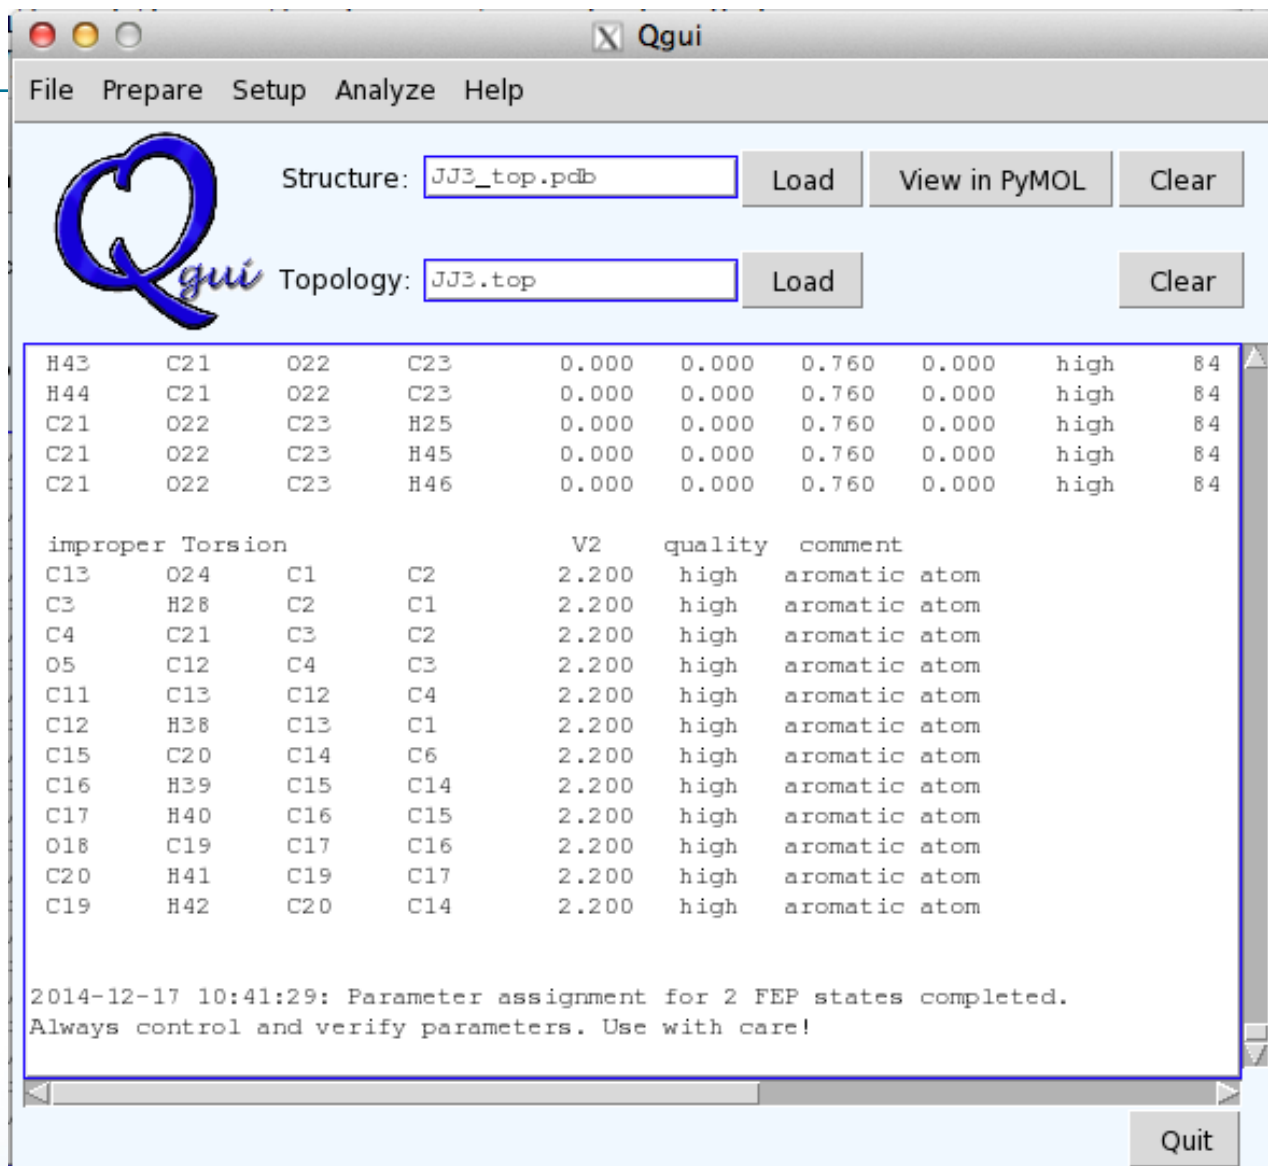 X Qgui
File Prepare Setup Analyze Help
Qgui
Structure: JJ3_top.pdb Load View in PyMOL Clear
Topology: JJ3.top Load Clear
H43 C21 O22 C23 0.000 0.000 0.760 0.000 high 84
H44 C21 O22 C23 0.000 0.000 0.760 0.000 high 84
C21 O22 C23 H25 0.000 0.000 0.760 0.000 high 84
C21 O22 C23 H45 0.000 0.000 0.760 0.000 high 84
C21 O22 C23 H46 0.000 0.000 0.760 0.000 high 84
improper Torsion V2 quality comment
C13 O24 C1 C2 2.200 high aromatic atom
C3 H28 C2 C1 2.200 high aromatic atom
C4 C21 C3 C2 2.200 high aromatic atom
O5 C12 C4 C3 2.200 high aromatic atom
C11 C13 C12 C4 2.200 high aromatic atom
C12 H38 C13 C1 2.200 high aromatic atom
C15 C20 C14 C6 2.200 high aromatic atom
C16 H39 C15 C14 2.200 high aromatic atom
C17 H40 C16 C15 2.200 high aromatic atom
O18 C19 C17 C16 2.200 high aromatic atom
C20 H41 C19 C17 2.200 high aromatic atom
C19 H42 C20 C14 2.200 high aromatic atom
2014-12-17 10:41:29: Parameter assignment for 2 FEP states completed.
Always control and verify parameters. Use with care!
Quit